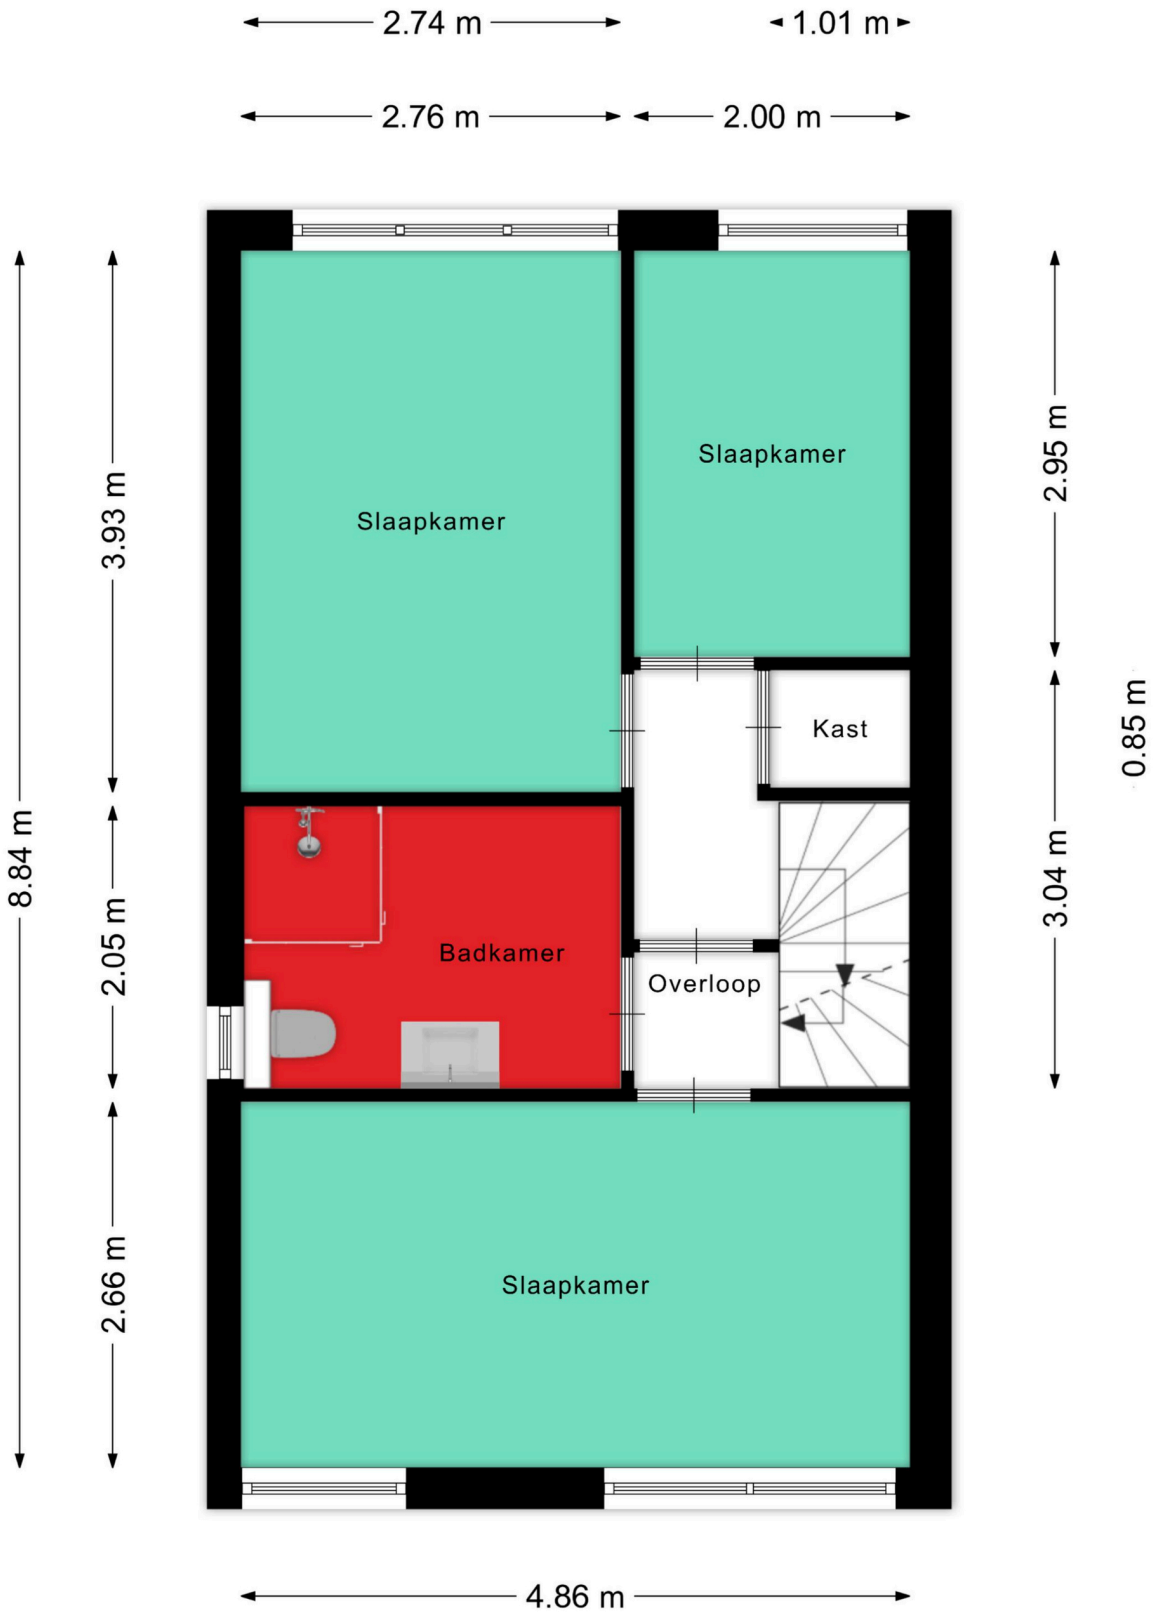 2.74 m
1.01 m
2.76 m
2.00 m
Slaapkamer
2.95 m
Slaapkamer
3.93 m
0.85 m
Kast
8.84 m
3.04 m
2.05 m
Badkamer
Overloop
Slaapkamer
2.66 m
4.86 m